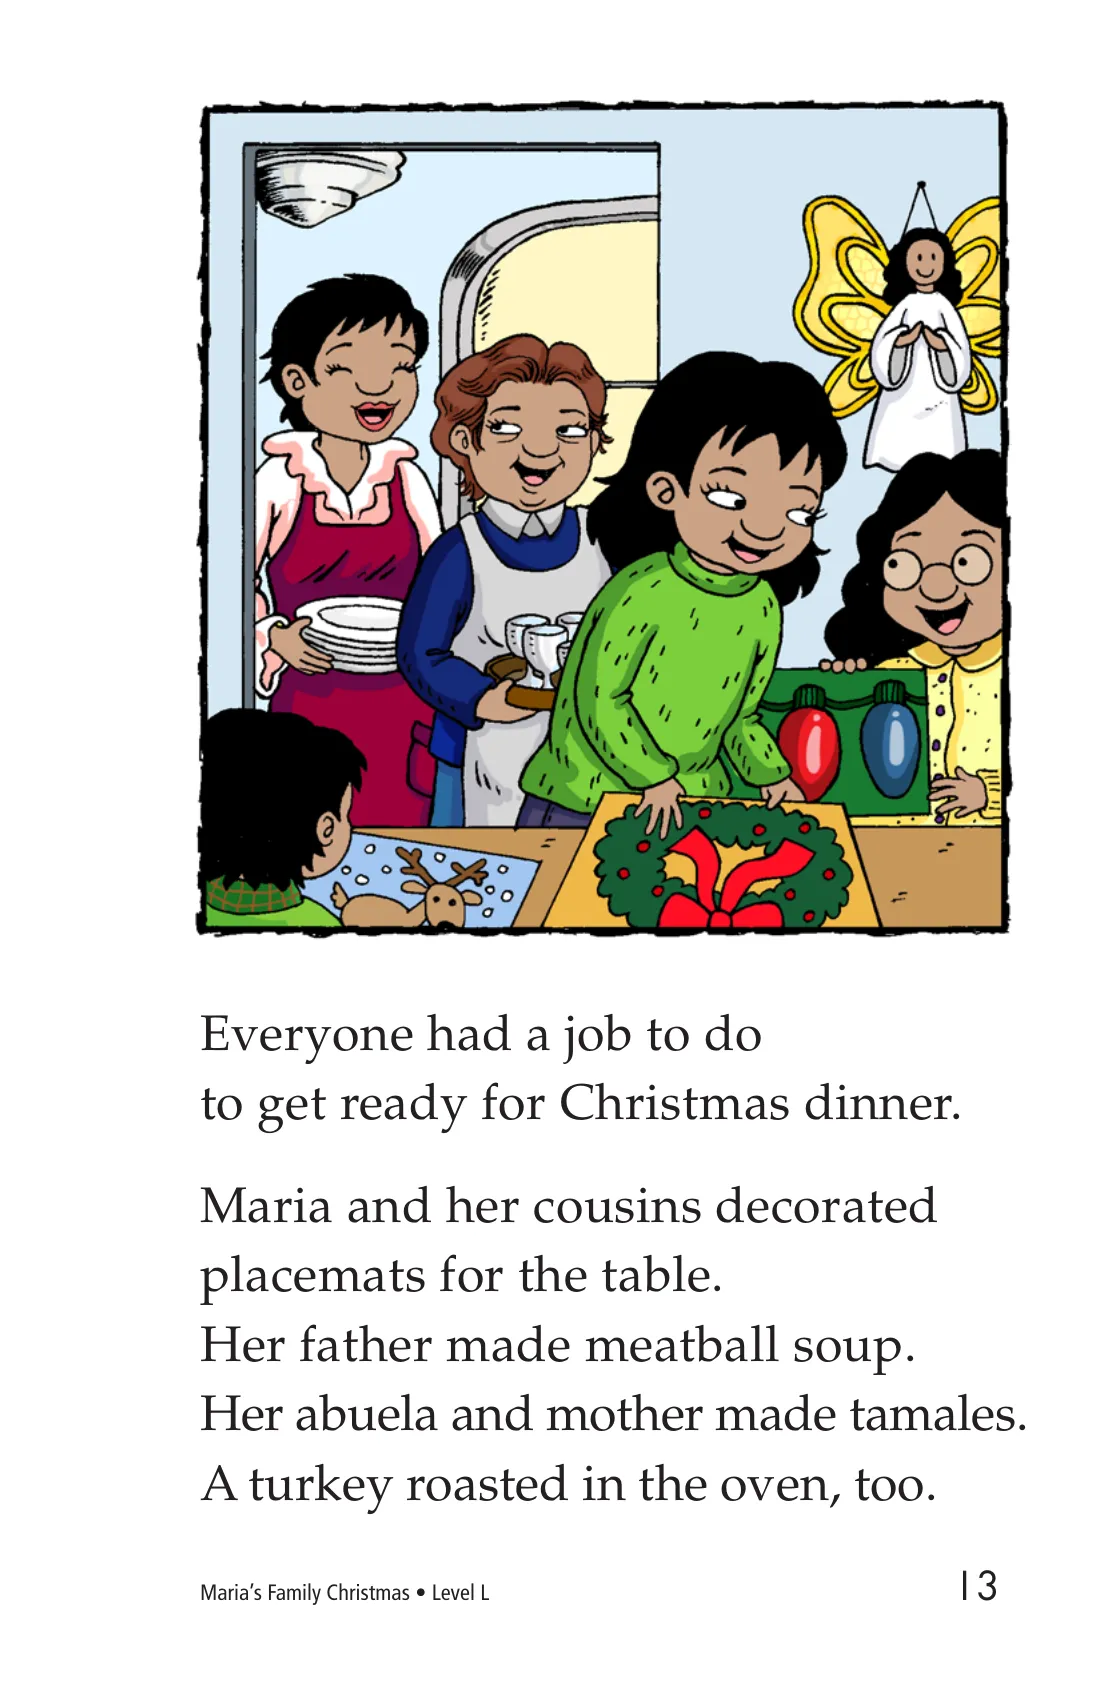 Everyone had a job to do
to get ready for Christmas dinner.
Maria and her cousins decorated
placemats for the table.
Her father made meatball soup.
Her abuela and mother made tamales.
A turkey roasted in the oven, too.
Maria's Family Christmas • Level L
13